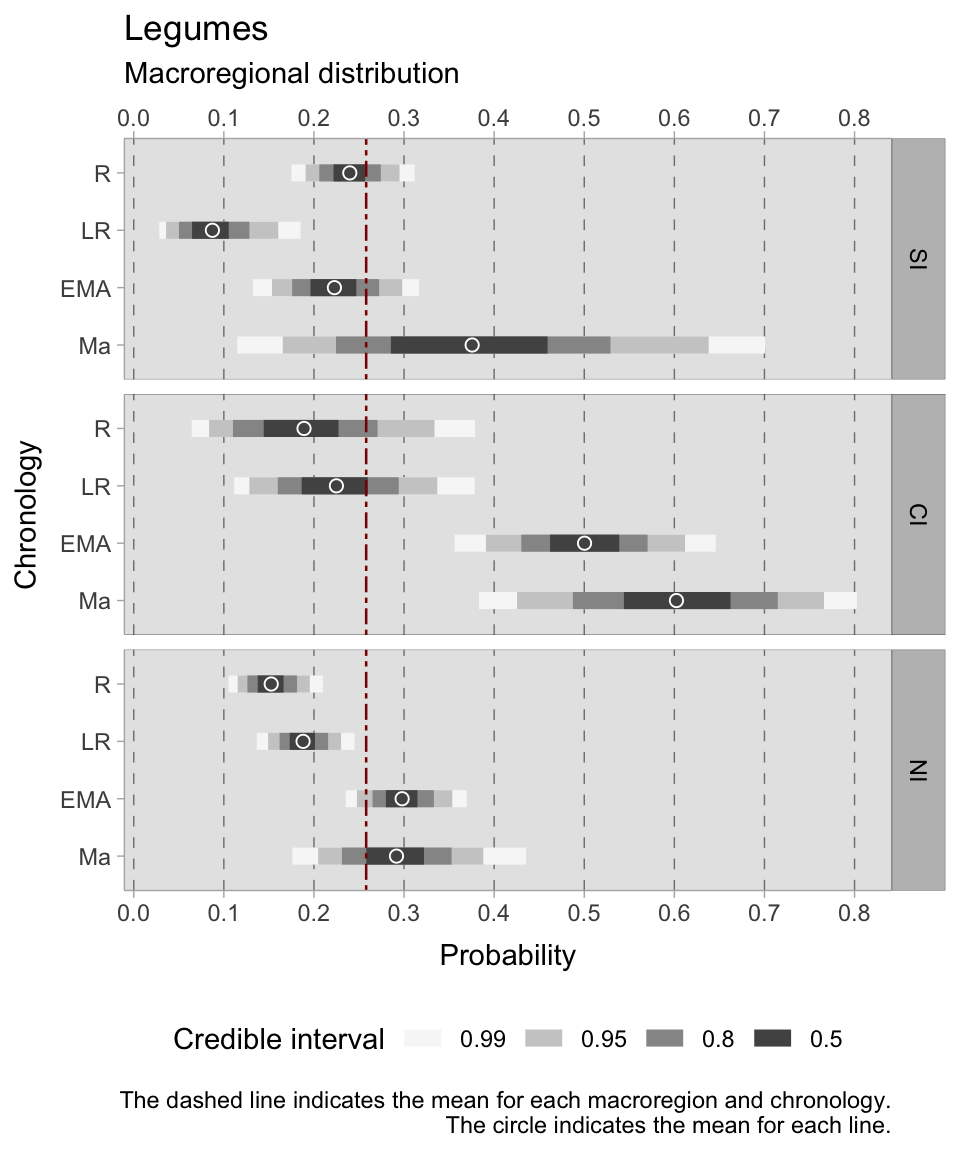 Legumes
Macroregional distribution
0.0 0.1 0.2 0.3 0.4 0.5 0.6 0.7 0.8
R
LR
EMA
Ma
SI
R
LR
EMA
Ma
CI
R
LR
EMA
Ma
NI
Chronology
0.0 0.1 0.2 0.3 0.4 0.5 0.6 0.7 0.8
Probability
Credible interval 0.99 0.95 0.8 0.5
The dashed line indicates the mean for each macroregion and chronology.
The circle indicates the mean for each line.